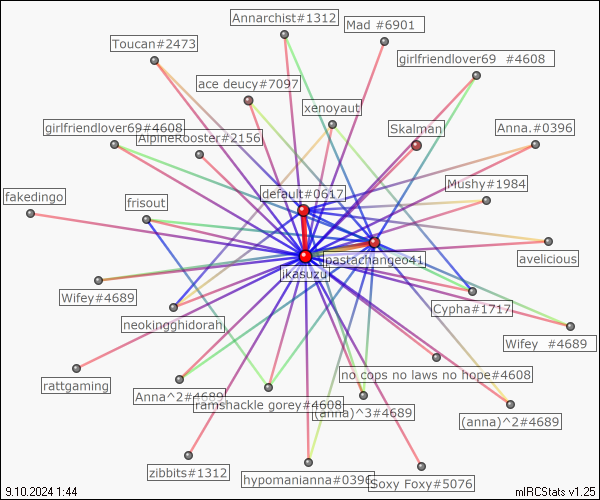 Annarchist#1312
Mad #6901
Toucan#2473
girlfriendlover69 #4608
ace deucy#7097
xenoyaut
girlfriendlover69#4608
AlpineRooster#2156
Skalman
Anna.#0396
fakedingo
frisout
default#0617
Mushy#1984
avelicious
pastachangeo41
jkasuzu
Wifey#4689
neokingghidorah
Cypha#1717
Wifey #4689
rattgaming
Anna^2#4689
ramshackle gorey#4608
(anna)^3#4689
no cops no laws no hope#4608
(anna)^2#4689
zibbits#1312
hypomanianna#0396
Soxy Foxy#5076
9.10.2024 1:44
mIRCStats v1.25